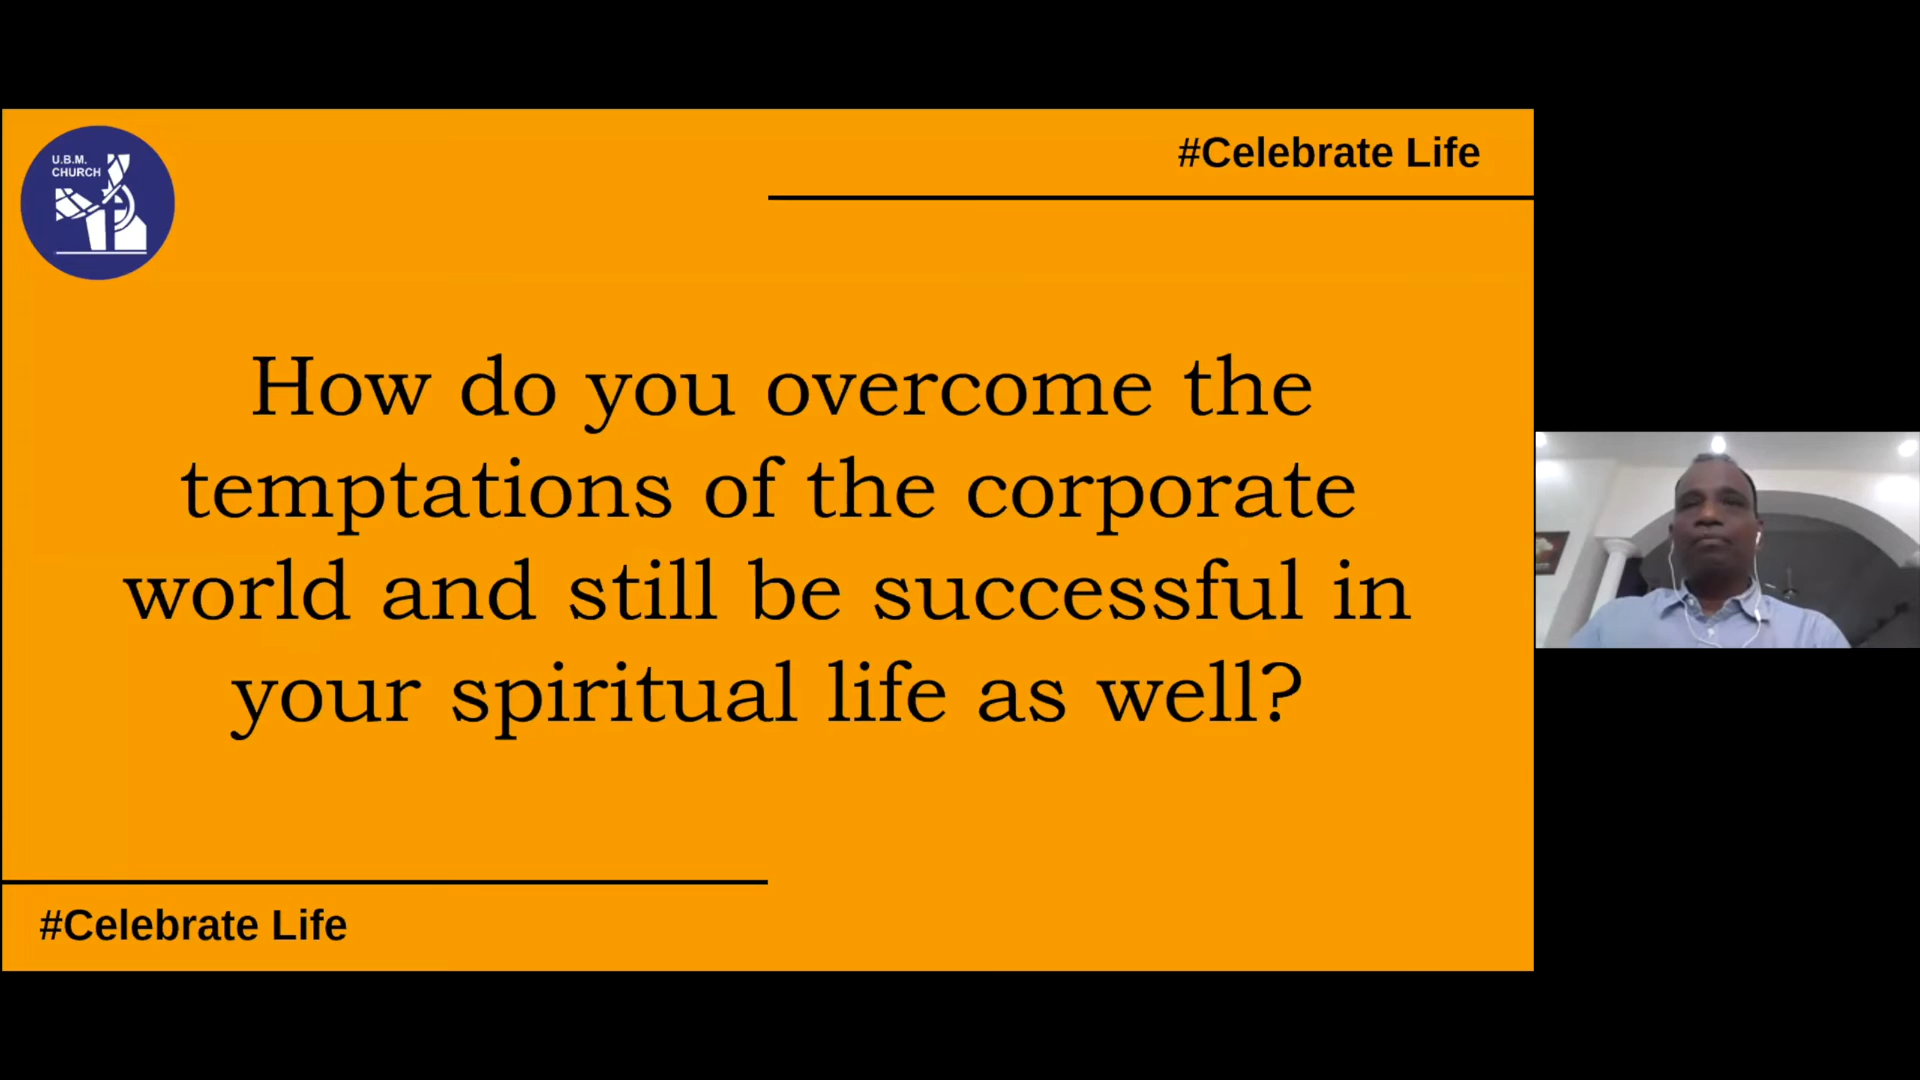 U.B.M.
CHURCH
#Celebrate Life
How do you overcome the
temptations of the corporate
world and still be successful in
your spiritual life as well?
#Celebrate Life